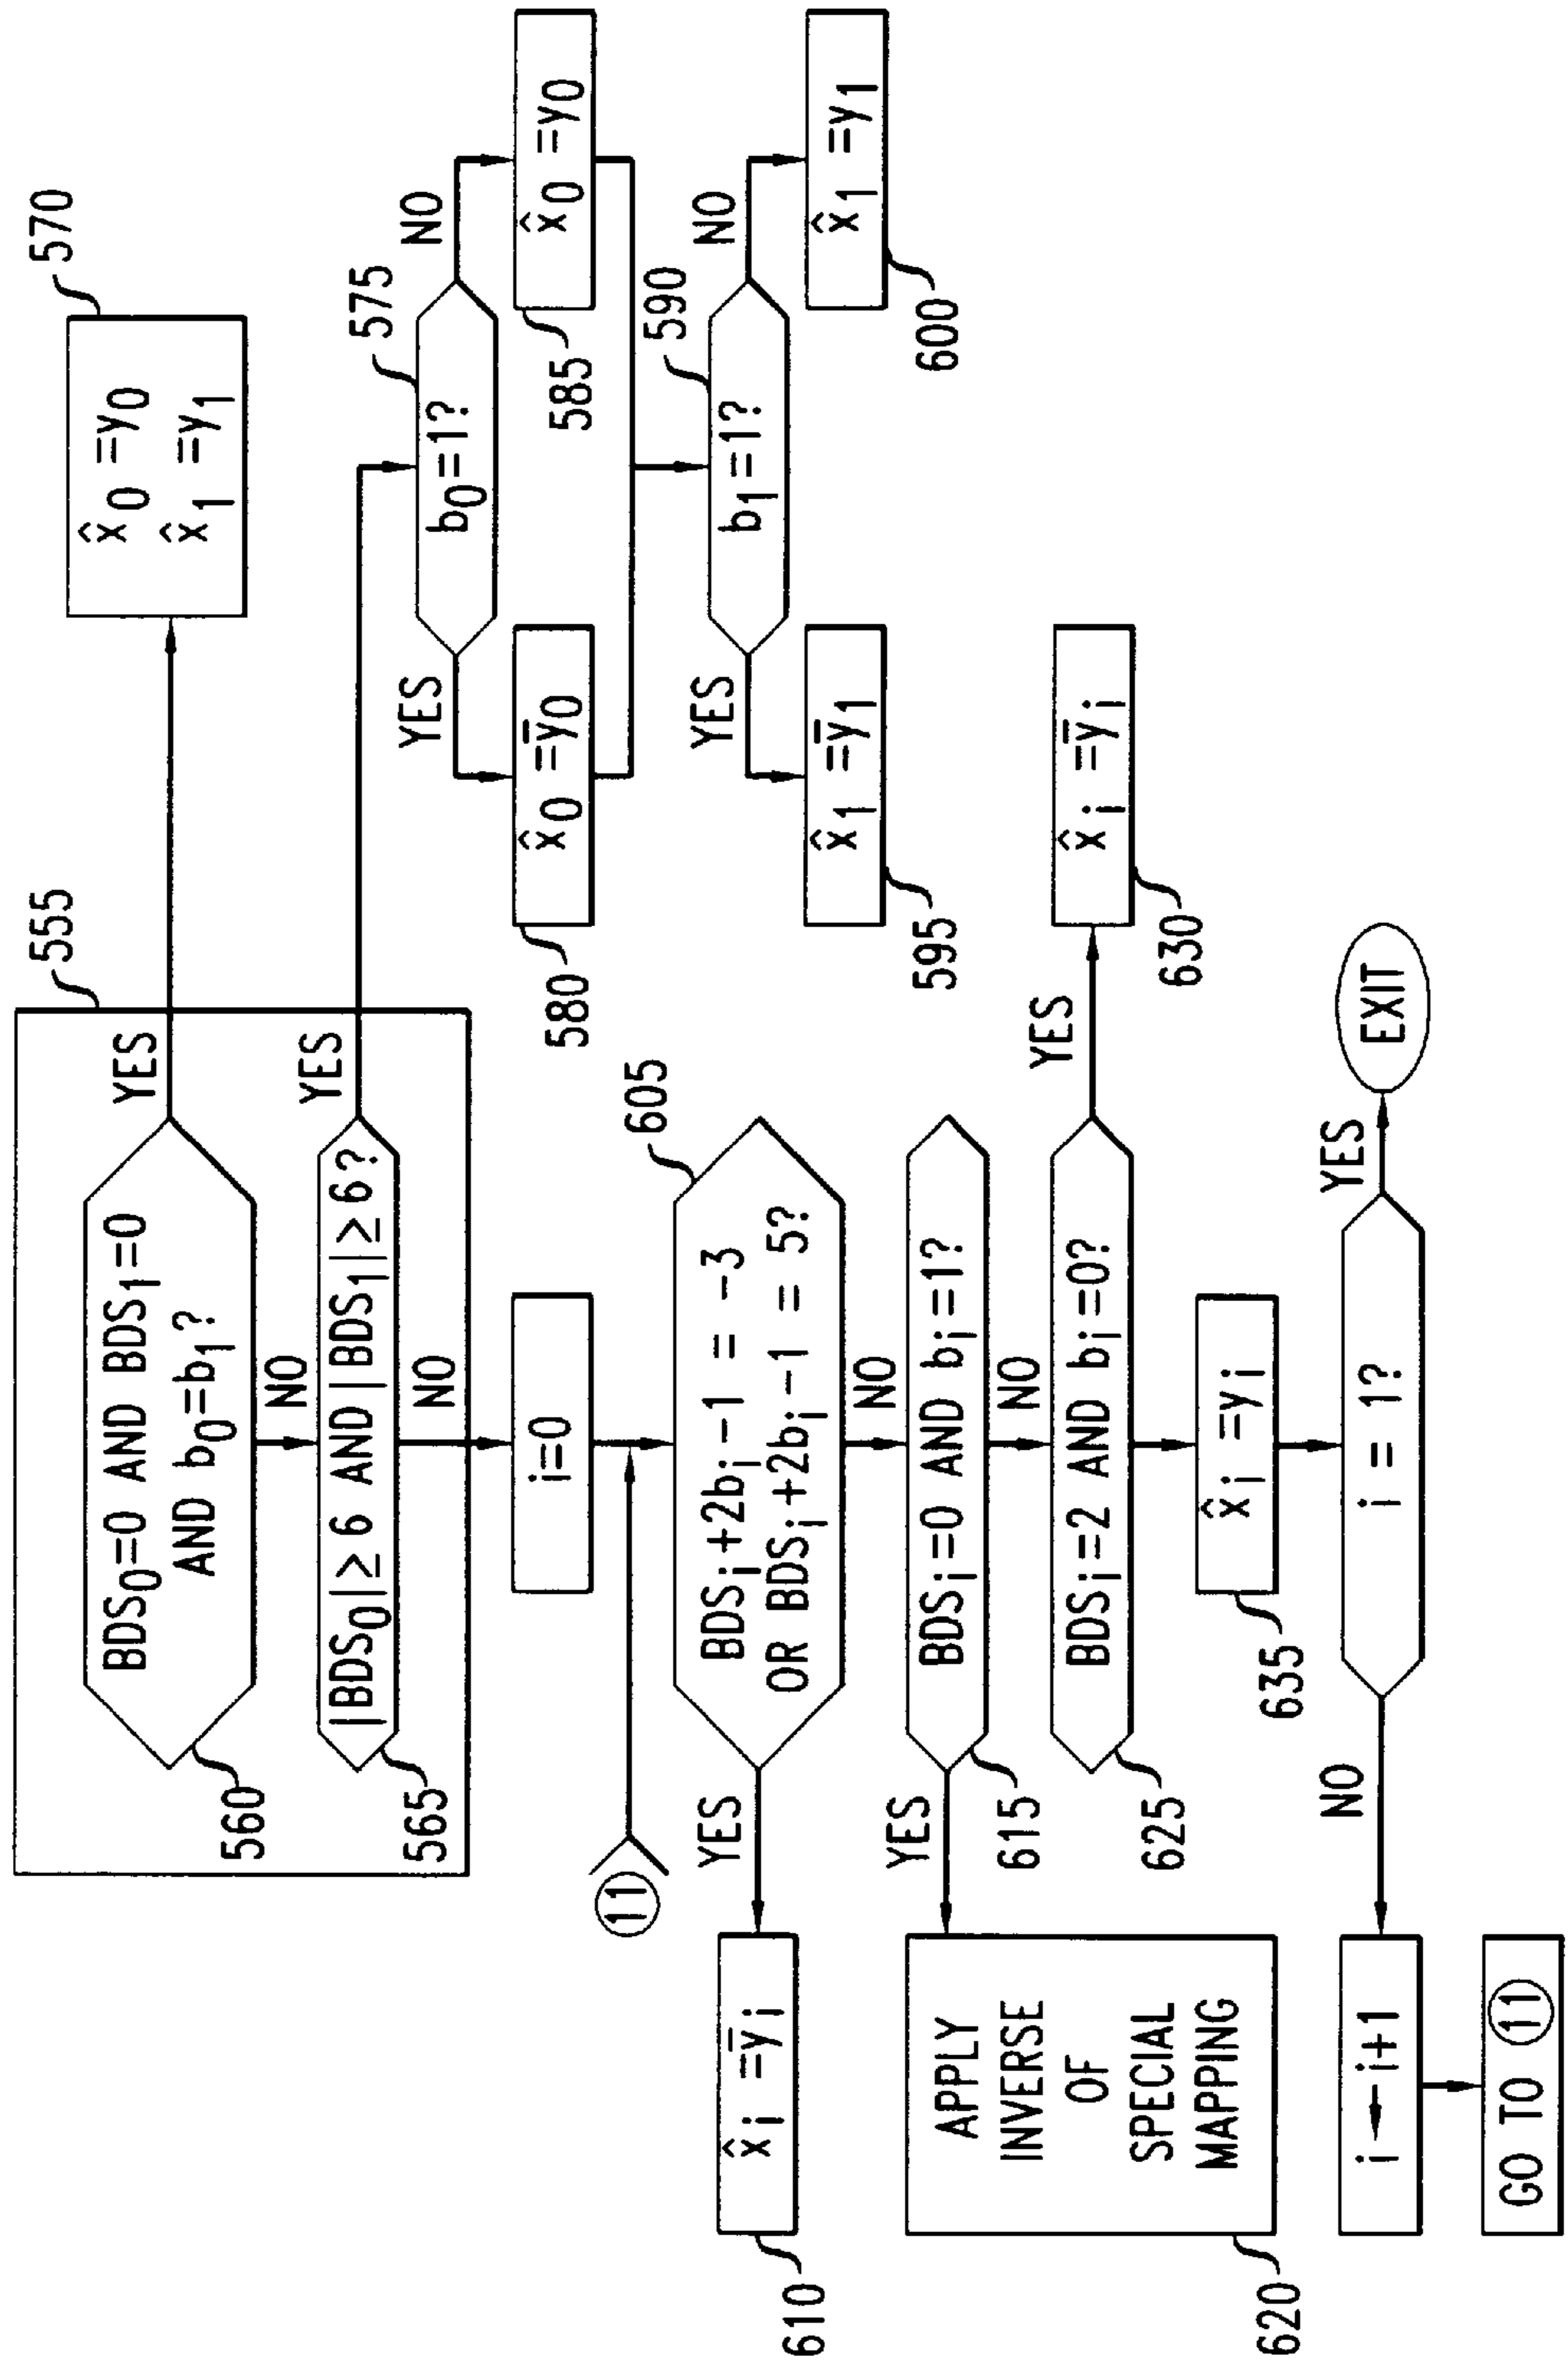 555
BDS₀=0 AND BDS₁=0
AND b₀=b₁?
560
YES
x̂₀=y₀
x̂₁=y₁
570
NO
|BDS₀|≥6 AND |BDS₁|≥6?
565
YES
b₀=1?
575
YES
NO
x̂₀=ȳ₀
580
x̂₀=y₀
585
b₁=1?
590
YES
NO
x̂₁=ȳ₁
595
x̂₁=y₁
600
NO
i=0
11
BDSᵢ+2bᵢ-1 = -3
OR BDSᵢ+2bᵢ-1 = 5?
605
YES
x̂ᵢ=ȳᵢ
610
NO
BDSᵢ=0 AND bᵢ=1?
615
YES
APPLY
INVERSE
OF
SPECIAL
MAPPING
620
NO
BDSᵢ=2 AND bᵢ=0?
625
YES
x̂ᵢ=ȳᵢ
630
x̂ᵢ=yᵢ
635
i = 1?
YES
EXIT
NO
i←i+1
GO TO 11